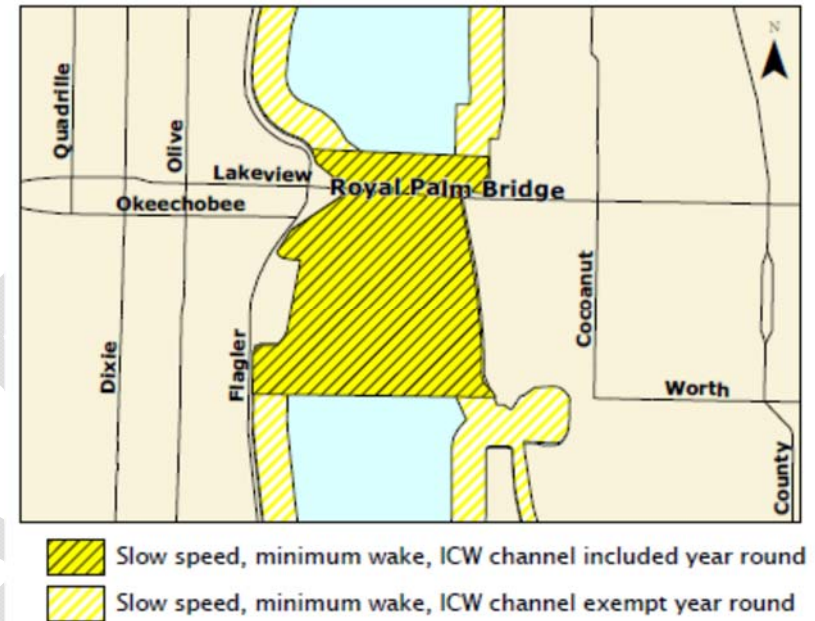 N
Quadrille
Olive
Lakeview
Royal Palm Bridge
Okeechobee
Cocoanut
Flagler
Dixie
Worth
County
Slow speed, minimum wake, ICW channel included year round
Slow speed, minimum wake, ICW channel exempt year round